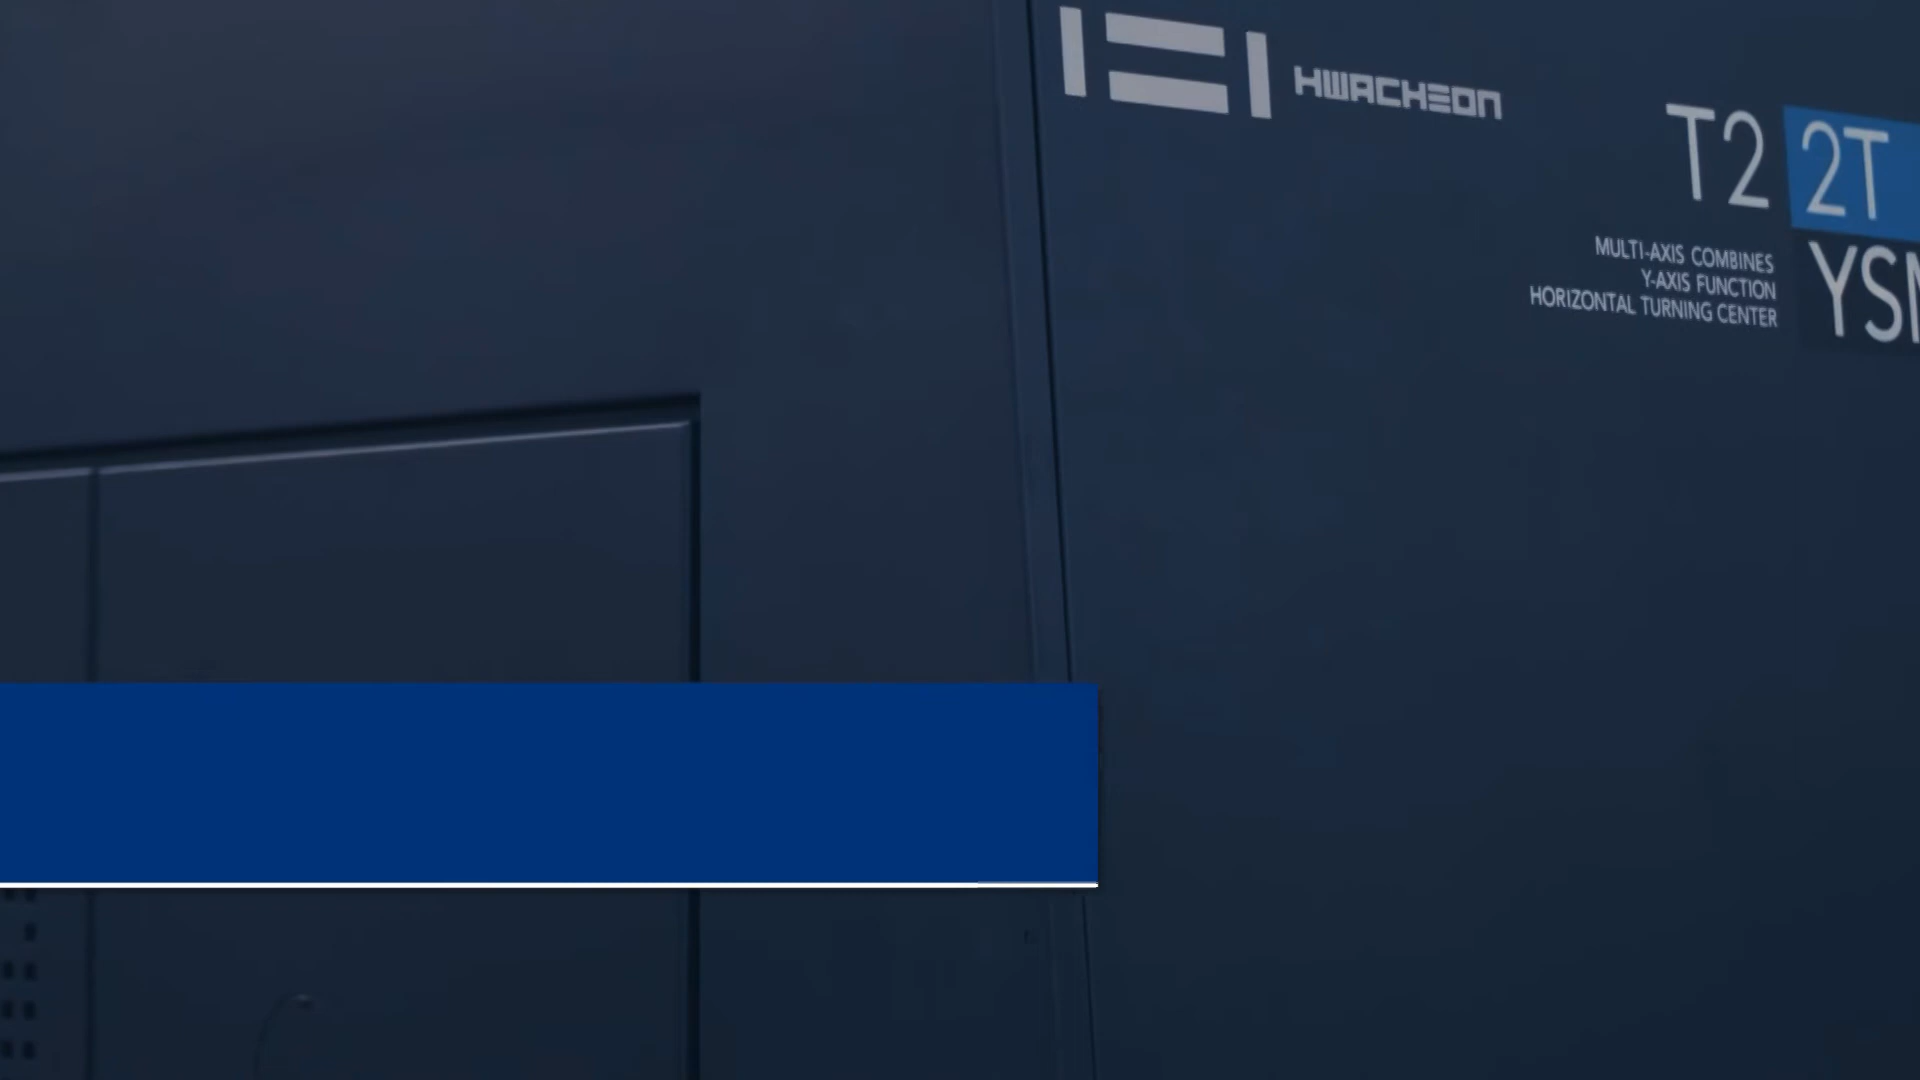 HWACHEON
T2 2T
MULTI-AXIS COMBINES
Y-AXIS FUNCTION
HORIZONTAL TURNING CENTER